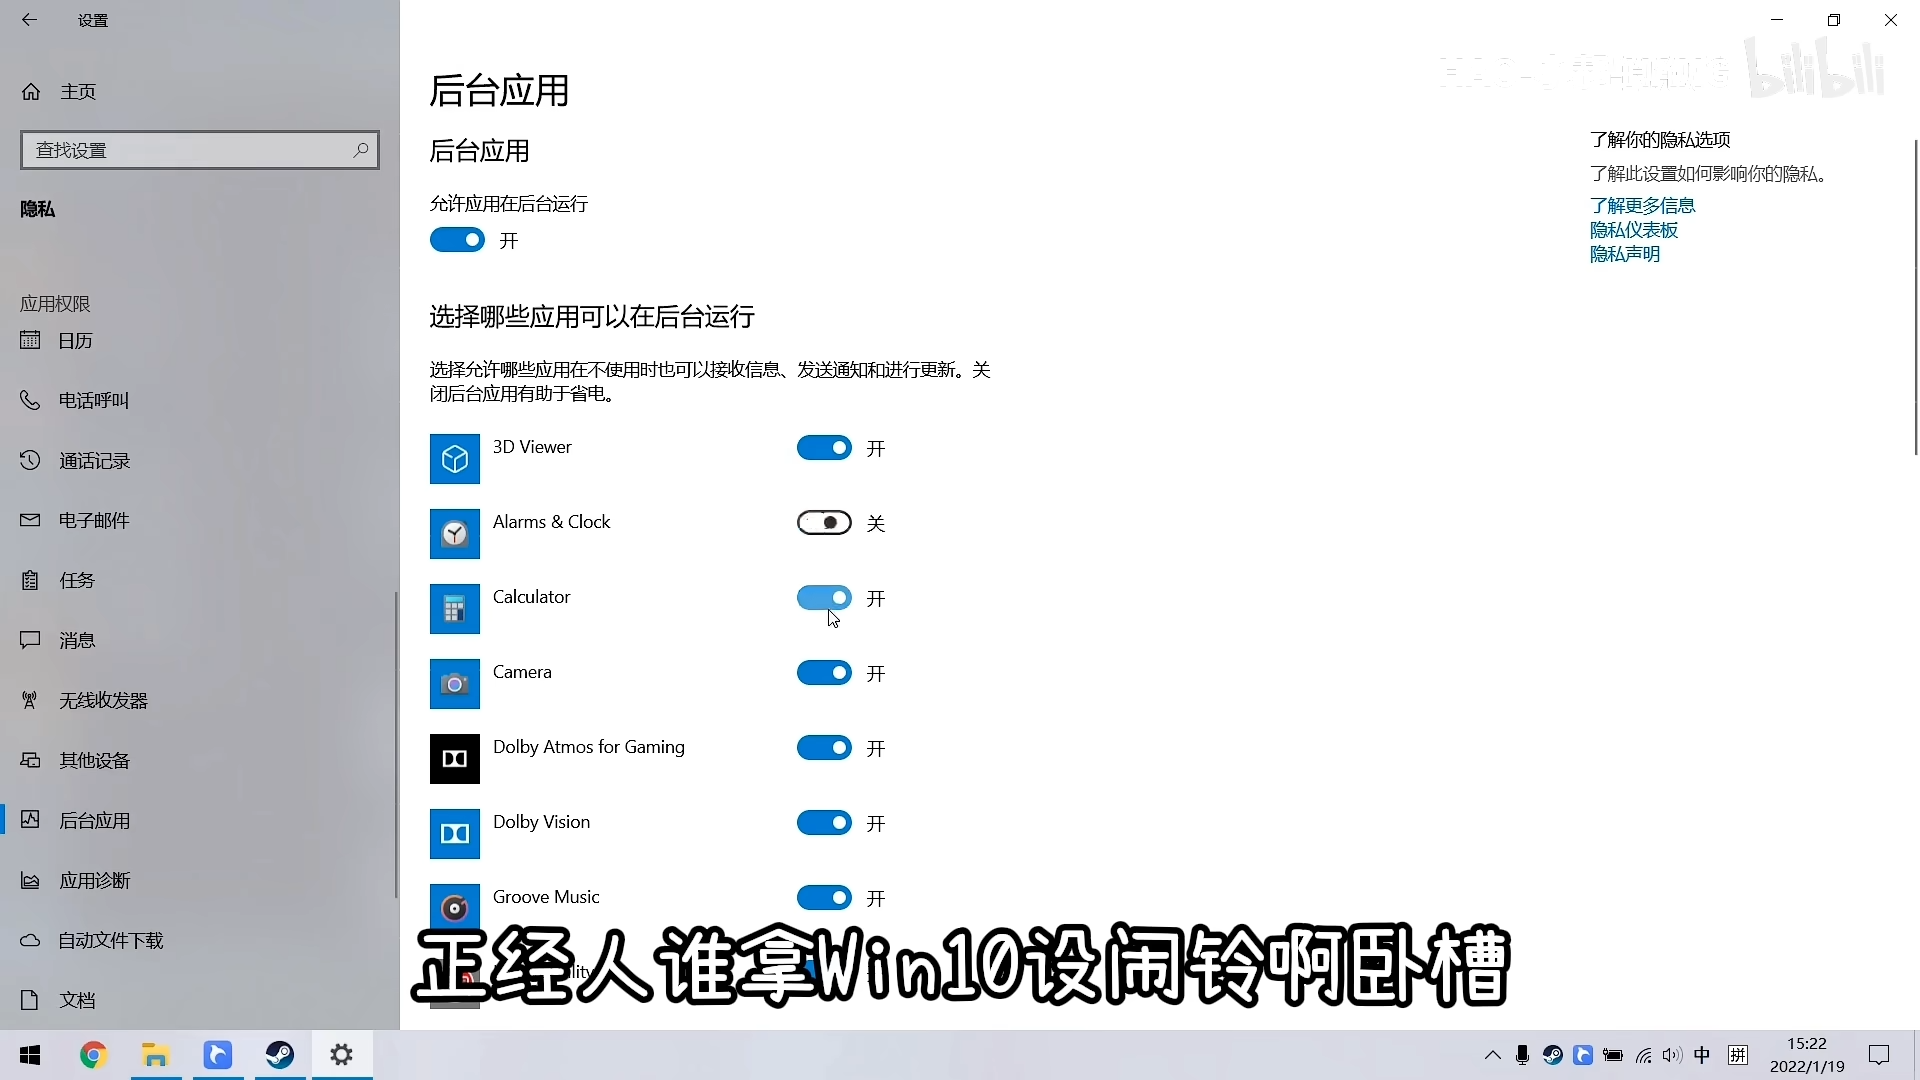 设置
主页
查找设置
隐私
应用权限
日历
电话呼叫
通话记录
电子邮件
任务
消息
无线收发器
其他设备
后台应用
应用诊断
自动文件下载
文档
后台应用
后台应用
允许应用在后台运行
开
选择哪些应用可以在后台运行
选择允许哪些应用在不使用时也可以接收信息、发送通知和进行更新。关
闭后台应用有助于省电。
3D Viewer 开
Alarms & Clock 关
Calculator 开
Camera 开
Dolby Atmos for Gaming 开
Dolby Vision 开
Groove Music 开
正经人谁拿Win10设闹铃啊卧槽
bilibili
了解你的隐私选项
了解此设置如何影响你的隐私。
了解更多信息
隐私仪表板
隐私声明
中
拼
15:22
2022/1/19